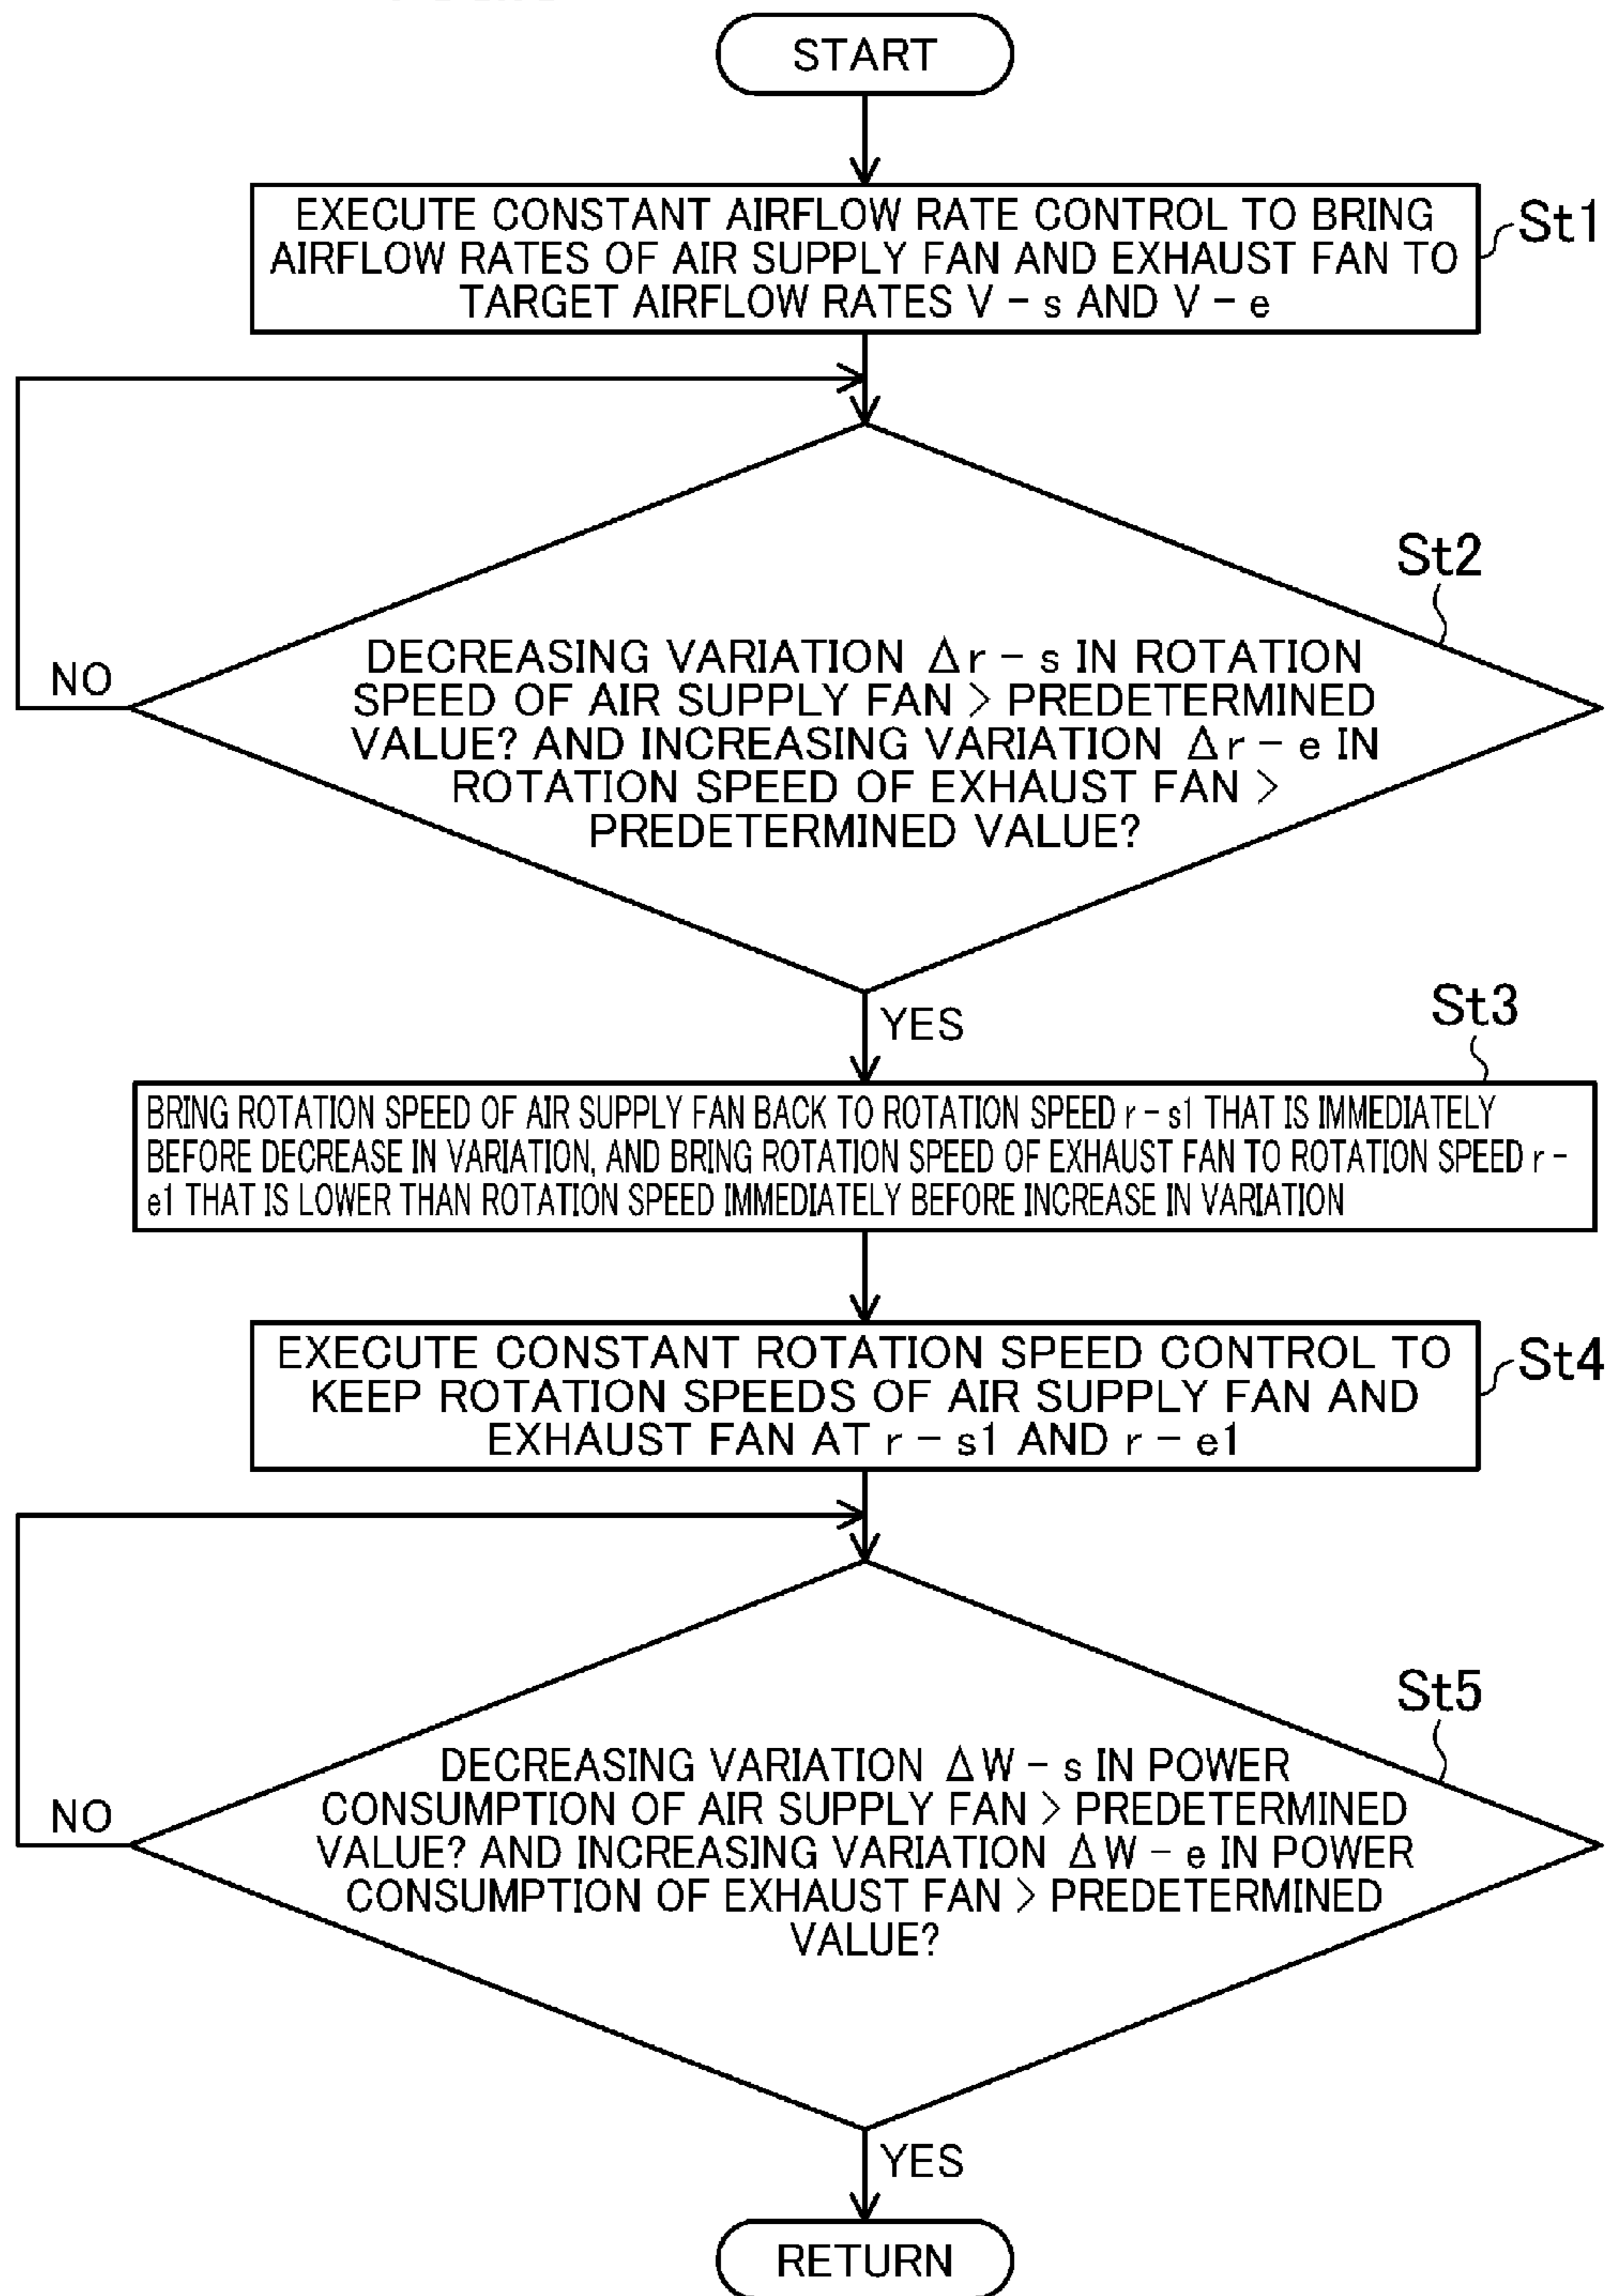 START
EXECUTE CONSTANT AIRFLOW RATE CONTROL TO BRING
AIRFLOW RATES OF AIR SUPPLY FAN AND EXHAUST FAN TO
TARGET AIRFLOW RATES V - s AND V - e
St1
St2
DECREASING VARIATION Δr - s IN ROTATION
SPEED OF AIR SUPPLY FAN > PREDETERMINED
VALUE? AND INCREASING VARIATION Δr - e IN
ROTATION SPEED OF EXHAUST FAN >
PREDETERMINED VALUE?
NO
YES
St3
BRING ROTATION SPEED OF AIR SUPPLY FAN BACK TO ROTATION SPEED r - s1 THAT IS IMMEDIATELY
BEFORE DECREASE IN VARIATION, AND BRING ROTATION SPEED OF EXHAUST FAN TO ROTATION SPEED r -
e1 THAT IS LOWER THAN ROTATION SPEED IMMEDIATELY BEFORE INCREASE IN VARIATION
EXECUTE CONSTANT ROTATION SPEED CONTROL TO
KEEP ROTATION SPEEDS OF AIR SUPPLY FAN AND
EXHAUST FAN AT r - s1 AND r - e1
St4
St5
DECREASING VARIATION ΔW - s IN POWER
CONSUMPTION OF AIR SUPPLY FAN > PREDETERMINED
VALUE? AND INCREASING VARIATION ΔW - e IN POWER
CONSUMPTION OF EXHAUST FAN > PREDETERMINED
VALUE?
NO
YES
RETURN